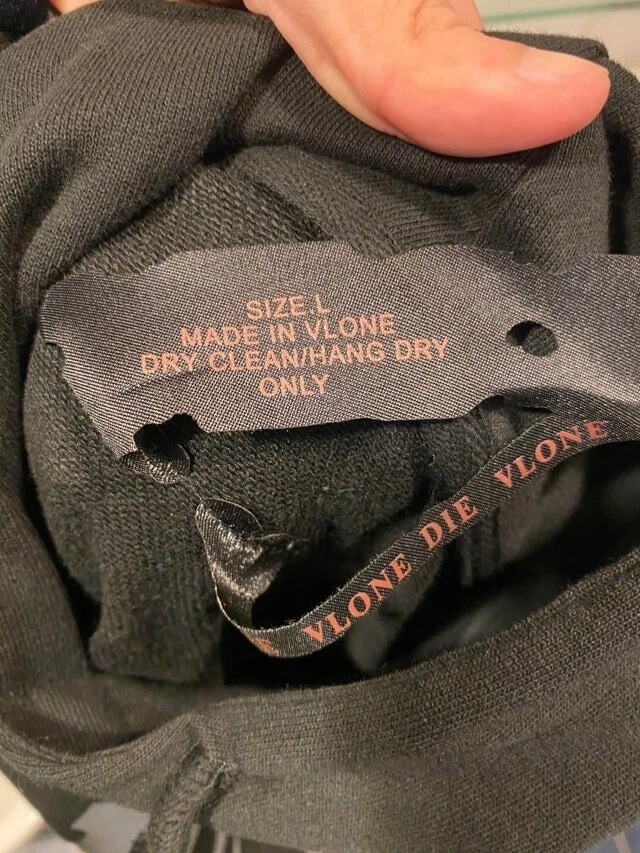 SIZE L
MADE IN VLONE
DRY CLEAN/HANG DRY
ONLY
VLONE DIE VLONE